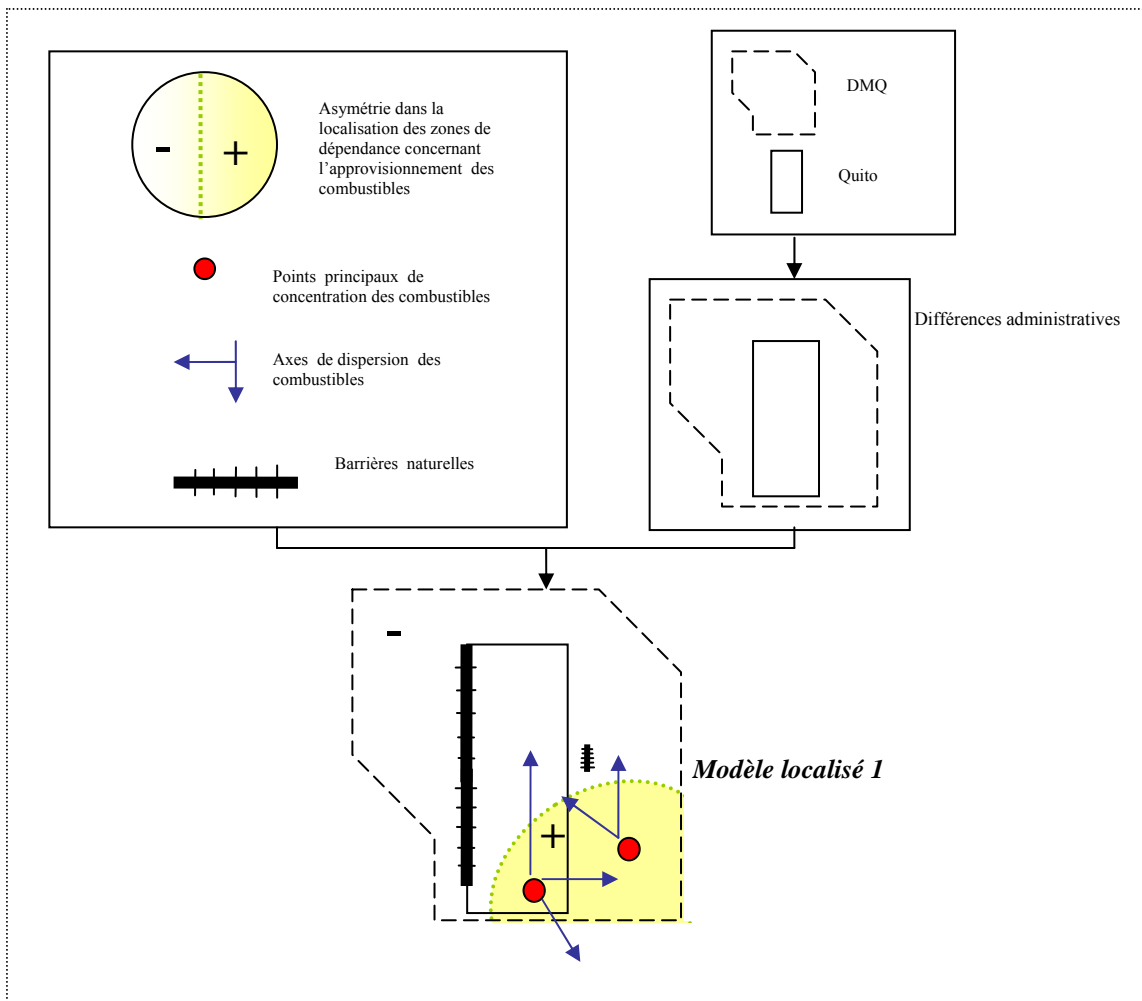 Asymétrie dans la
localisation des zones de
dépendance concernant
l'approvisionnement des
combustibles
- +
Points principaux de
concentration des combustibles
Axes de dispersion des
combustibles
Barrières naturelles
DMQ
Quito
Différences administratives
-
+
Modèle localisé 1